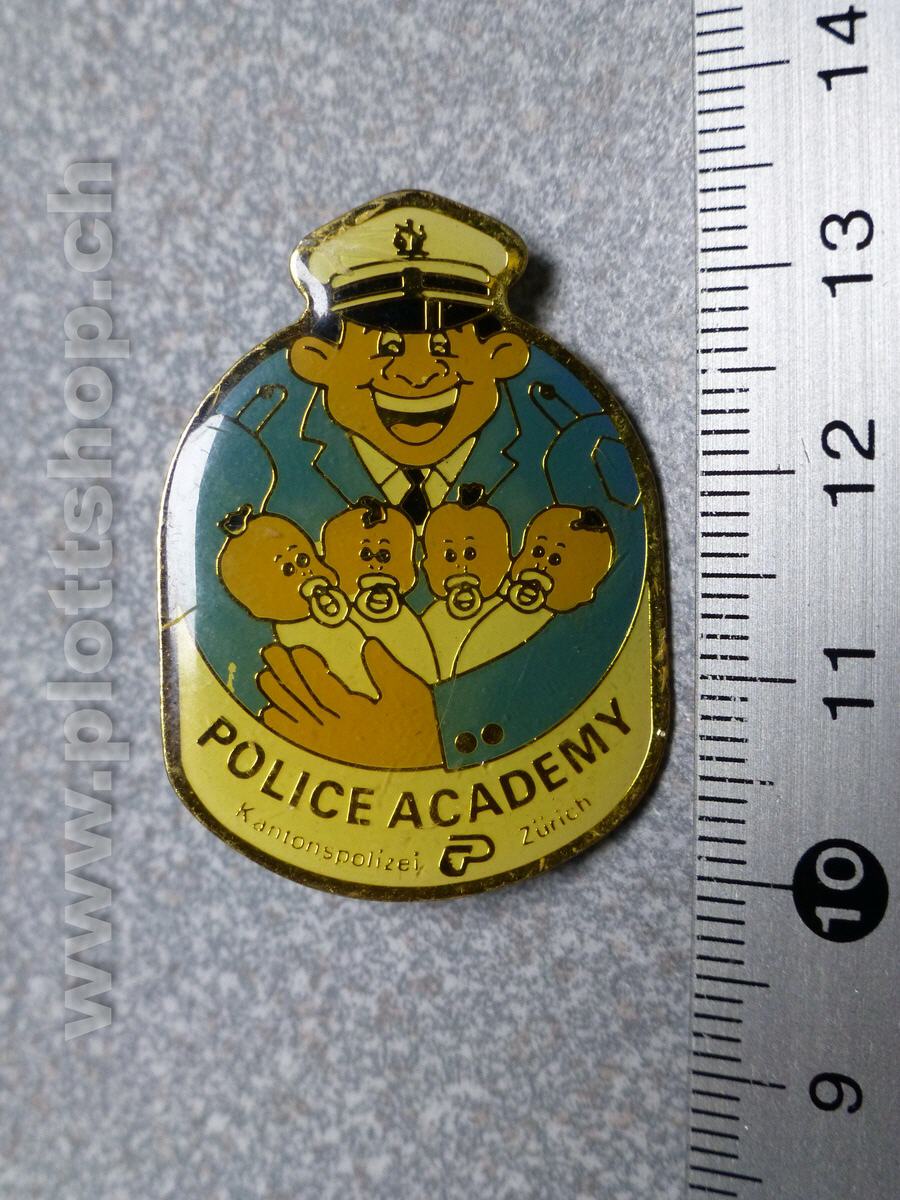 www.plottshop.ch
POLICE ACADEMY
Kantonspolizei Zürich
14
13
12
11
10
9